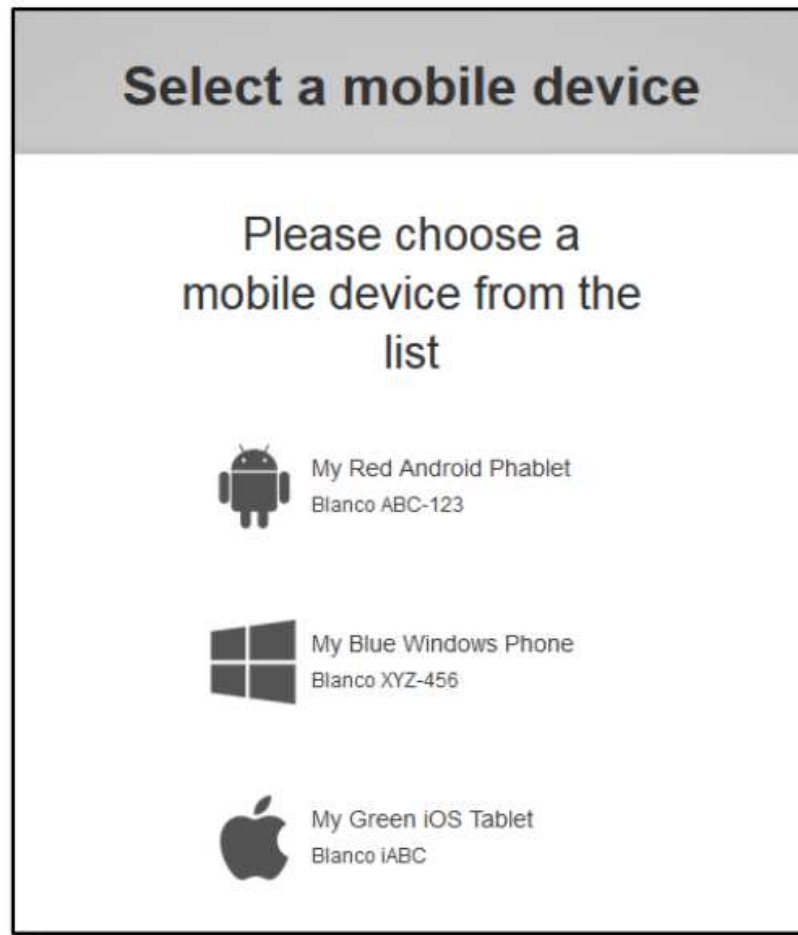 Select a mobile device
Please choose a
mobile device from the
list
My Red Android Phablet
Blanco ABC-123
My Blue Windows Phone
Blanco XYZ-456
My Green iOS Tablet
Blanco iABC